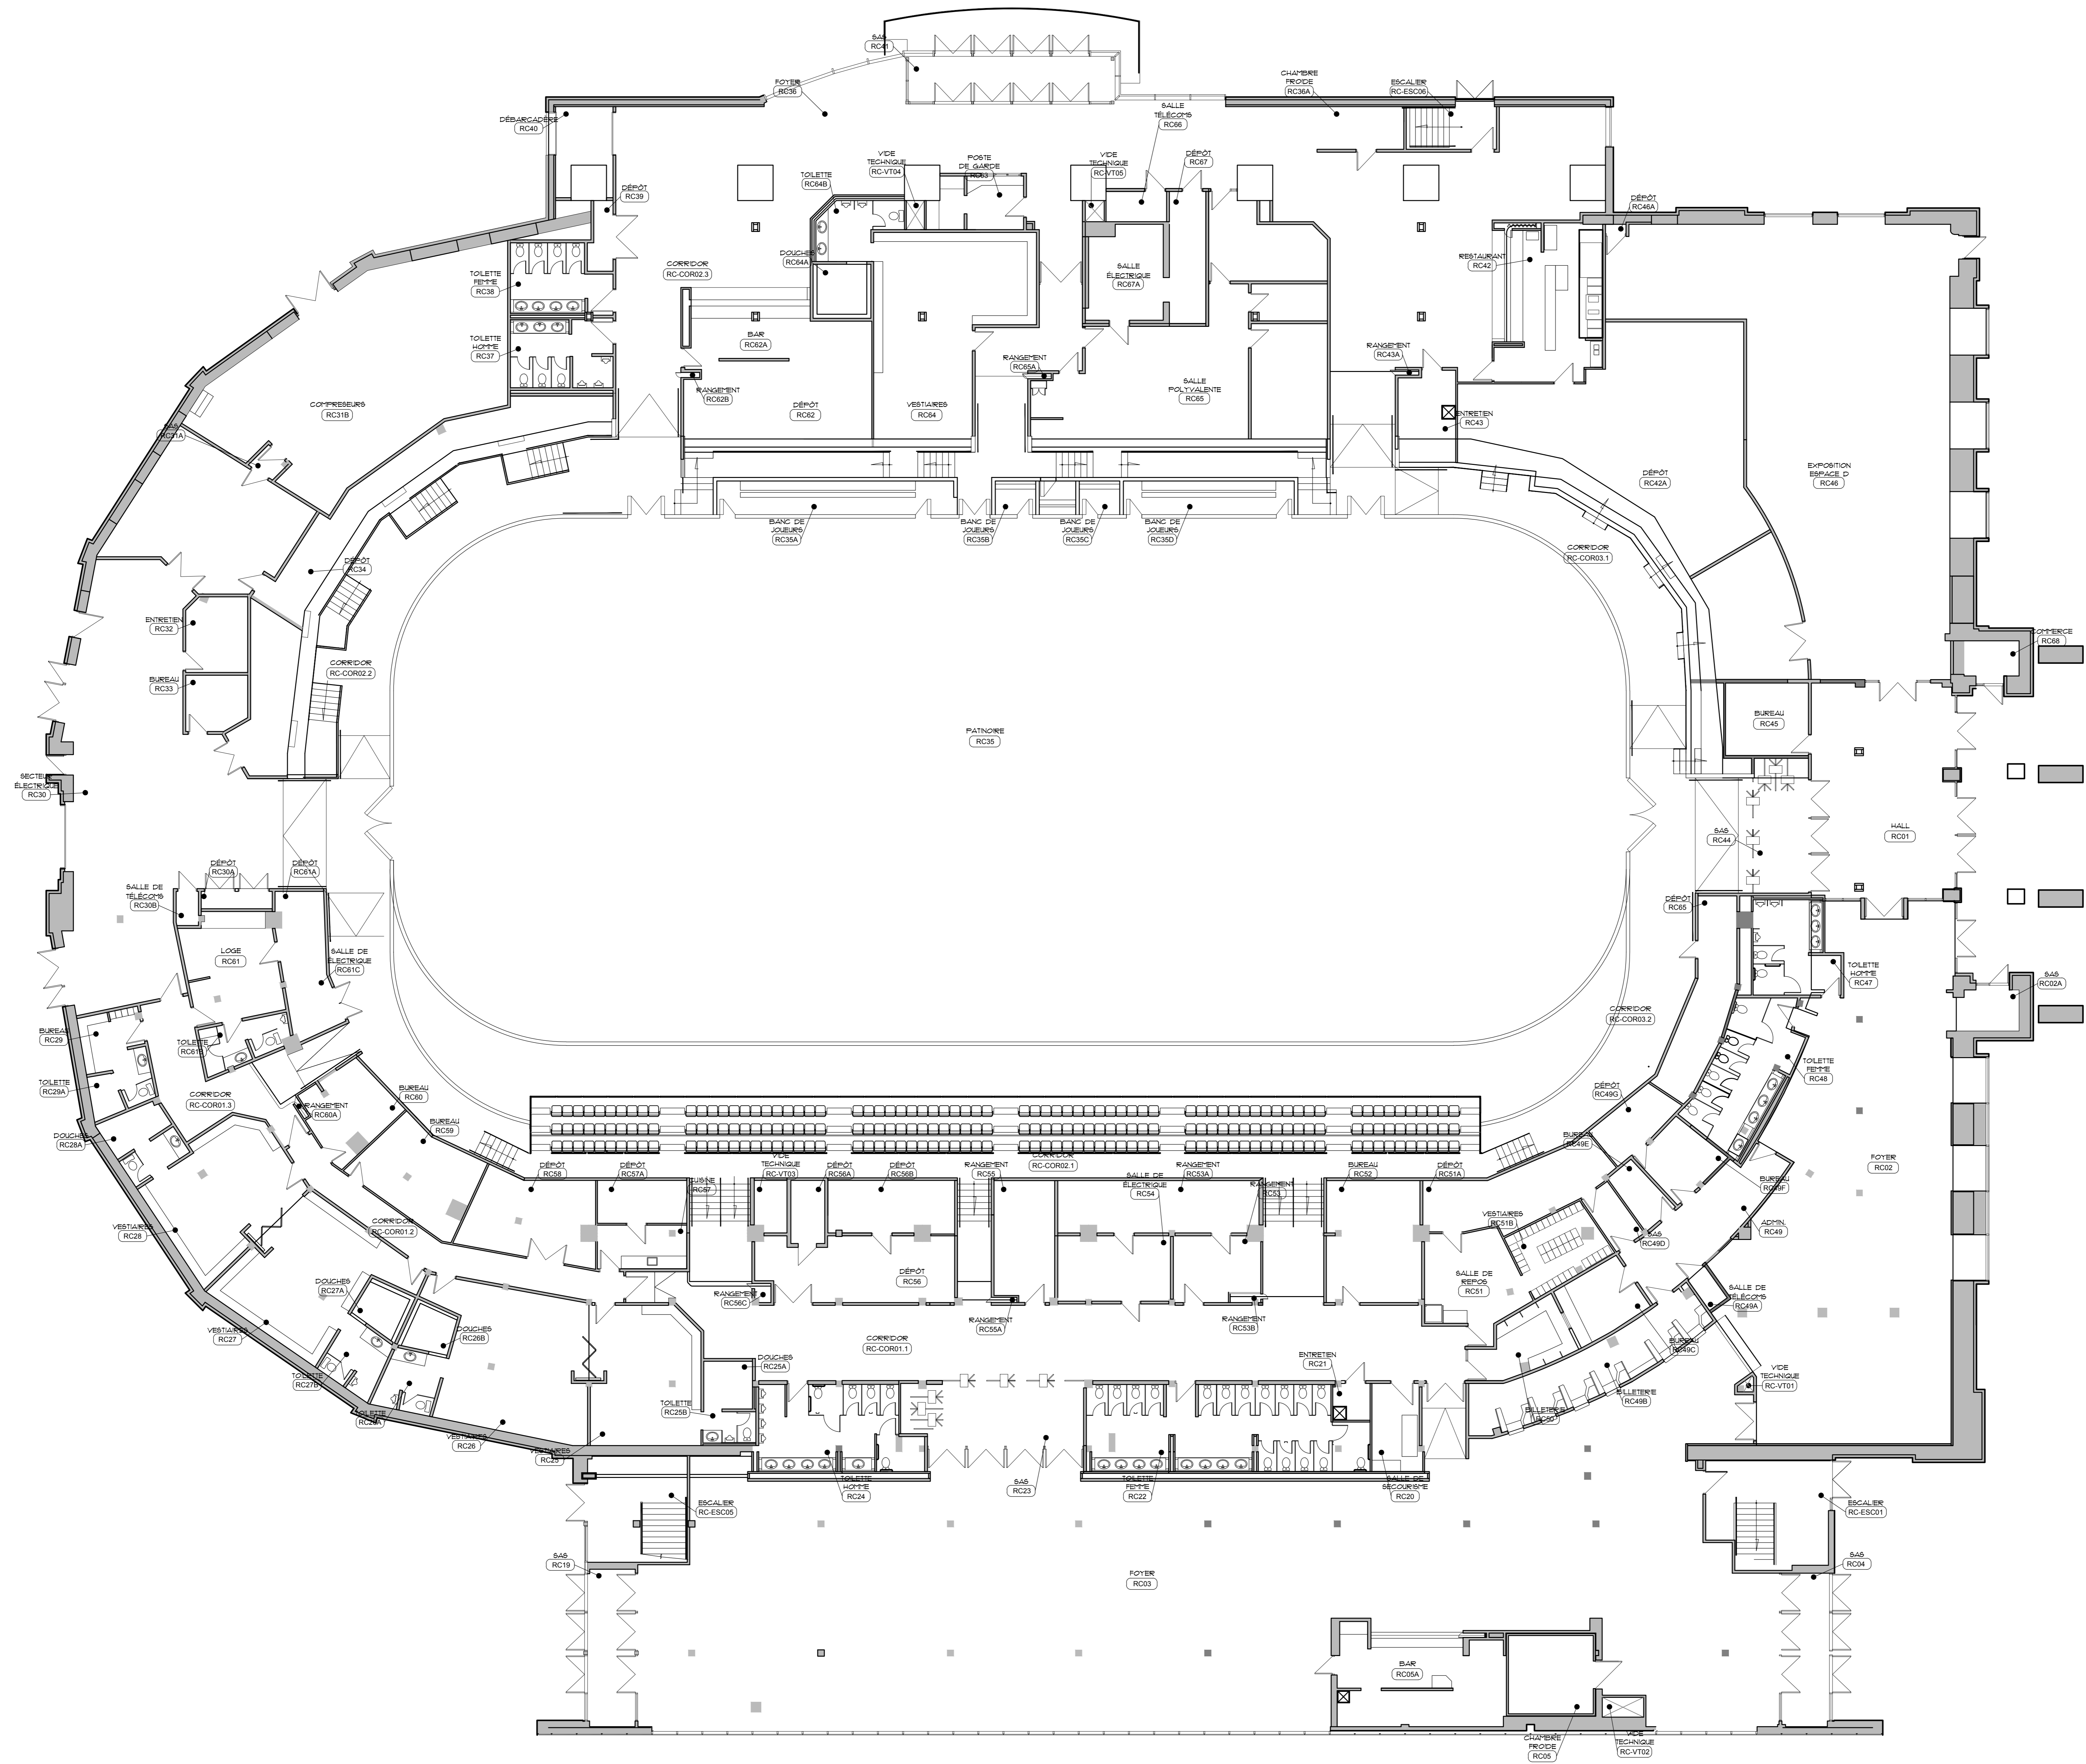 SAS
RC41
FOYER
RC36
CHAMBRE
FROIDE
RC36A
ESCALIER
RC-ESC06
SALLE
TÉLÉCOMS
RC66
DÉBARCADÈRE
RC40
VIDE
TECHNIQUE
RC-VT04
POSTE
DE GARDE
RC63
VIDE
TECHNIQUE
RC-VT05
DÉPÔT
RC67
TOILETTE
RC64B
DÉPÔT
RC39
DÉPÔT
RC46A
DOUCHES
RC64A
CORRIDOR
RC-COR02.3
SALLE
ÉLECTRIQUE
RC67A
RESTAURANT
RC42
TOILETTE
FEMME
RC38
BAR
RC62A
TOILETTE
HOMME
RC37
RANGEMENT
RC65A
RANGEMENT
RC43A
RANGEMENT
RC62B
SALLE
POLYVALENTE
RC65
COMPRESEURS
RC31B
DÉPÔT
RC62
VESTIAIRES
RC64
ENTRETIEN
RC43
SAS
RC31A
DÉPÔT
RC42A
EXPOSITION
ESPACE D
RC46
BANC DE
JOUEURS
RC35A
BANC DE
JOUEURS
RC35B
BANC DE
JOUEURS
RC35C
BANC DE
JOUEURS
RC35D
CORRIDOR
RC-COR03.1
DÉPÔT
RC34
ENTRETIEN
RC32
COMMERCE
RC68
CORRIDOR
RC-COR02.2
BUREAU
RC33
BUREAU
RC45
PATINOIRE
RC35
SECTEUR
ÉLECTRIQUE
RC30
HALL
RC01
SAS
RC44
DÉPÔT
RC30A
DÉPÔT
RC61A
SALLE DE
TÉLÉCOMS
RC30B
DÉPÔT
RC65
LOGE
RC61
SALLE DE
ÉLECTRIQUE
RC61C
TOILETTE
HOMME
RC47
SAS
RC02A
CORRIDOR
RC-COR03.2
BUREAU
RC29
TOILETTE
RC61B
TOILETTE
FEMME
RC48
TOILETTE
RC29A
CORRIDOR
RC-COR01.3
RANGEMENT
RC60A
BUREAU
RC60
DÉPÔT
RC49G
BUREAU
RC59
DOUCHES
RC28A
BUREAU
RC49E
FOYER
RC02
VIDE
TECHNIQUE
RC-VT03
CORRIDOR
RC-COR02.1
DÉPÔT
RC58
DÉPÔT
RC57A
CUISINE
RC57
DÉPÔT
RC56A
DÉPÔT
RC56B
RANGEMENT
RC55
SALLE DE
ÉLECTRIQUE
RC54
RANGEMENT
RC53A
RANGEMENT
RC53
BUREAU
RC52
DÉPÔT
RC51A
BUREAU
RC49F
VESTIAIRES
RC28
CORRIDOR
RC-COR01.2
VESTIAIRES
RC51B
ADMIN.
RC49
SAS
RC49D
DÉPÔT
RC56
SALLE DE
REPOS
RC51
DOUCHES
RC27A
RANGEMENT
RC56C
SALLE DE
TÉLÉCOMS
RC49A
RANGEMENT
RC55A
RANGEMENT
RC53B
VESTIAIRES
RC27
DOUCHES
RC26B
CORRIDOR
RC-COR01.1
BUREAU
RC49C
DOUCHES
RC25A
ENTRETIEN
RC21
TOILETTE
RC27B
VIDE
TECHNIQUE
RC-VT01
BILLETERIE
RC49B
TOILETTE
RC26A
TOILETTE
RC25B
BILLETERIE
RC50
VESTIAIRES
RC26
VESTIAIRES
RC25
TOILETTE
HOMME
RC24
SAS
RC23
TOILETTE
FEMME
RC22
SALLE DE
SECOURISME
RC20
ESCALIER
RC-ESC05
ESCALIER
RC-ESC01
SAS
RC19
SAS
RC04
FOYER
RC03
BAR
RC05A
CHAMBRE
FROIDE
RC05
VIDE
TECHNIQUE
RC-VT02